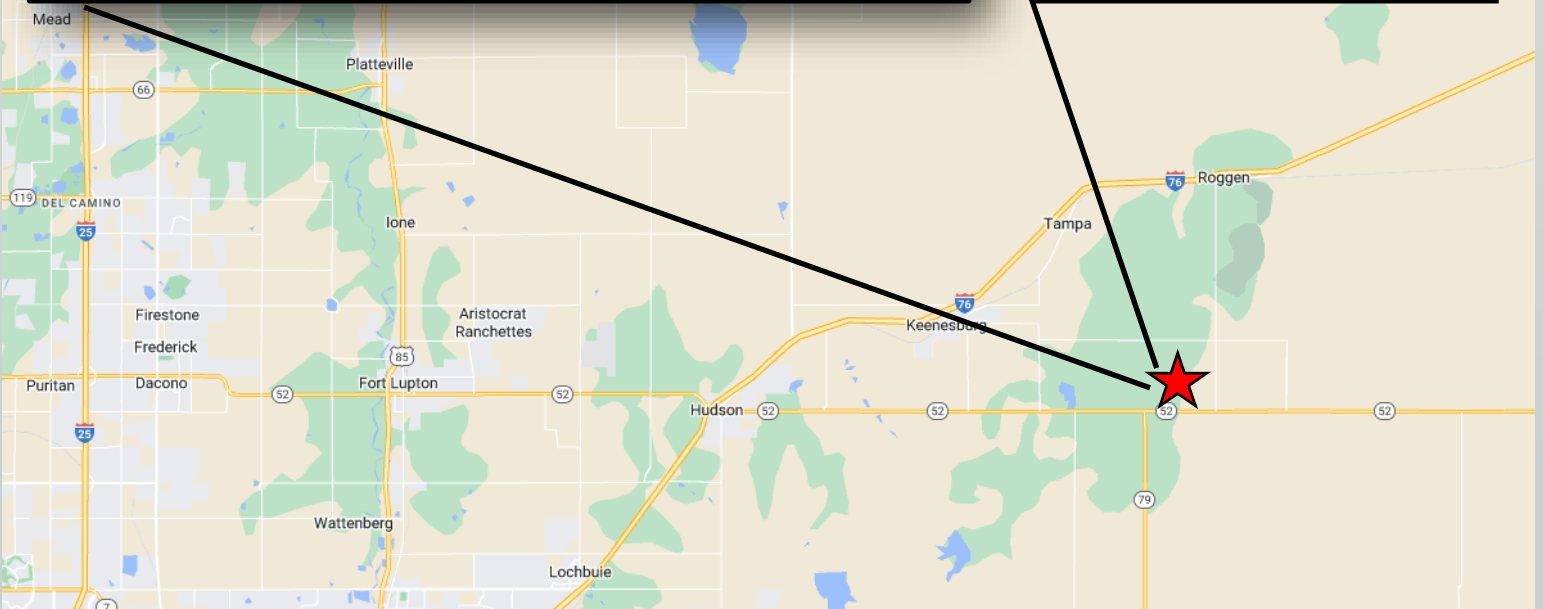 Mead
Platteville
66
119
DEL CAMINO
25
Ione
76
Roggen
Tampa
76
Keenesburg
Firestone
Aristocrat
Ranchettes
Frederick
85
Puritan
Dacono
52
Fort Lupton
52
Hudson
52
52
52
52
25
79
Wattenberg
Lochbuie
7